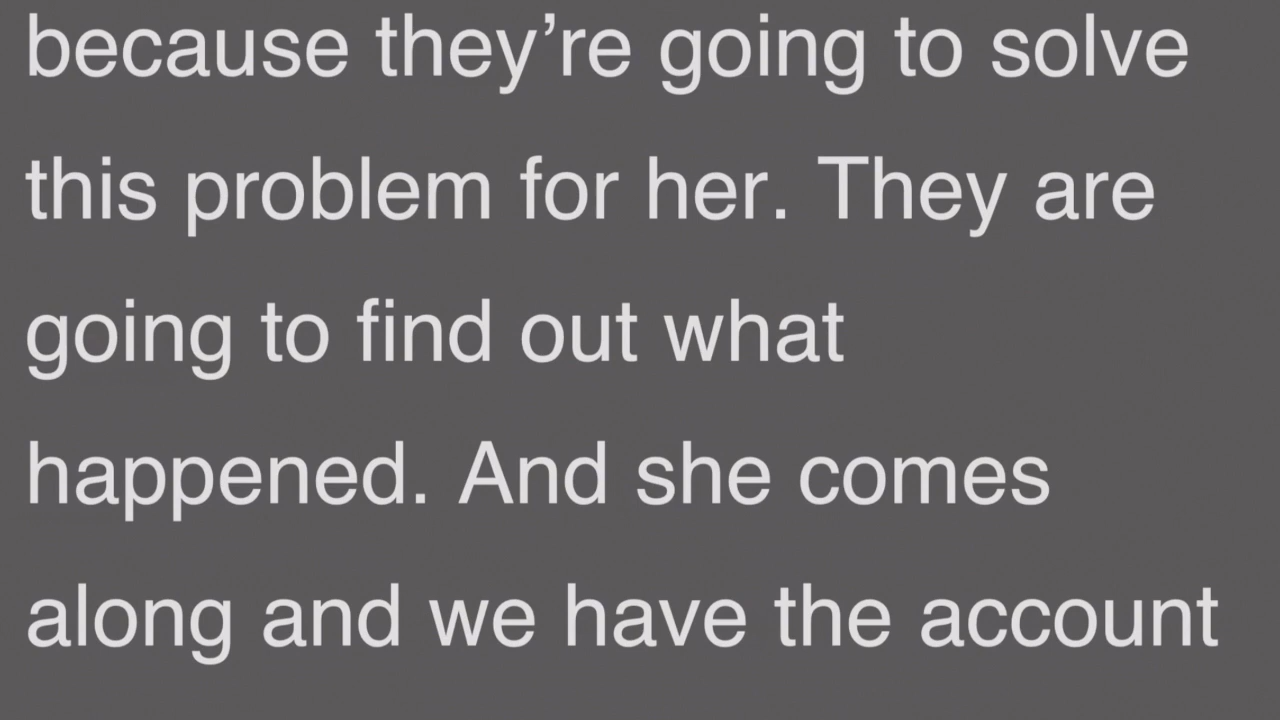 because they’re going to solve
this problem for her. They are
going to find out what
happened. And she comes
along and we have the account